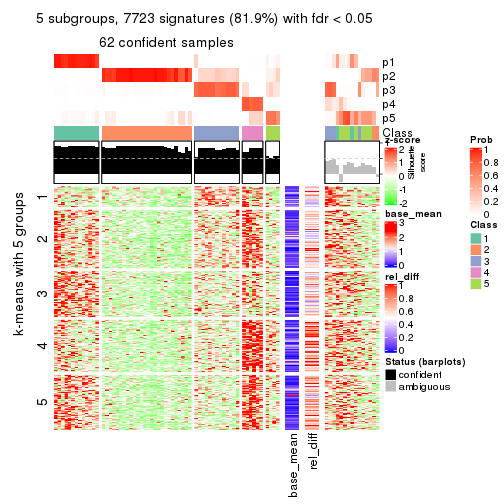 5 subgroups, 7723 signatures (81.9%) with fdr < 0.05
62 confident samples
p1
p2
p3
p4
p5
Class
1
Silhouette
score
k-means with 5 groups
1
2
3
4
5
base_mean
rel_diff
z-score
2
1
0
-1
-2
base_mean
3
2
1
0
rel_diff
1
0.8
0.6
0.4
0.2
0
Status (barplots)
confident
ambiguous
Prob
1
0.8
0.6
0.4
0.2
0
Class
1
2
3
4
5